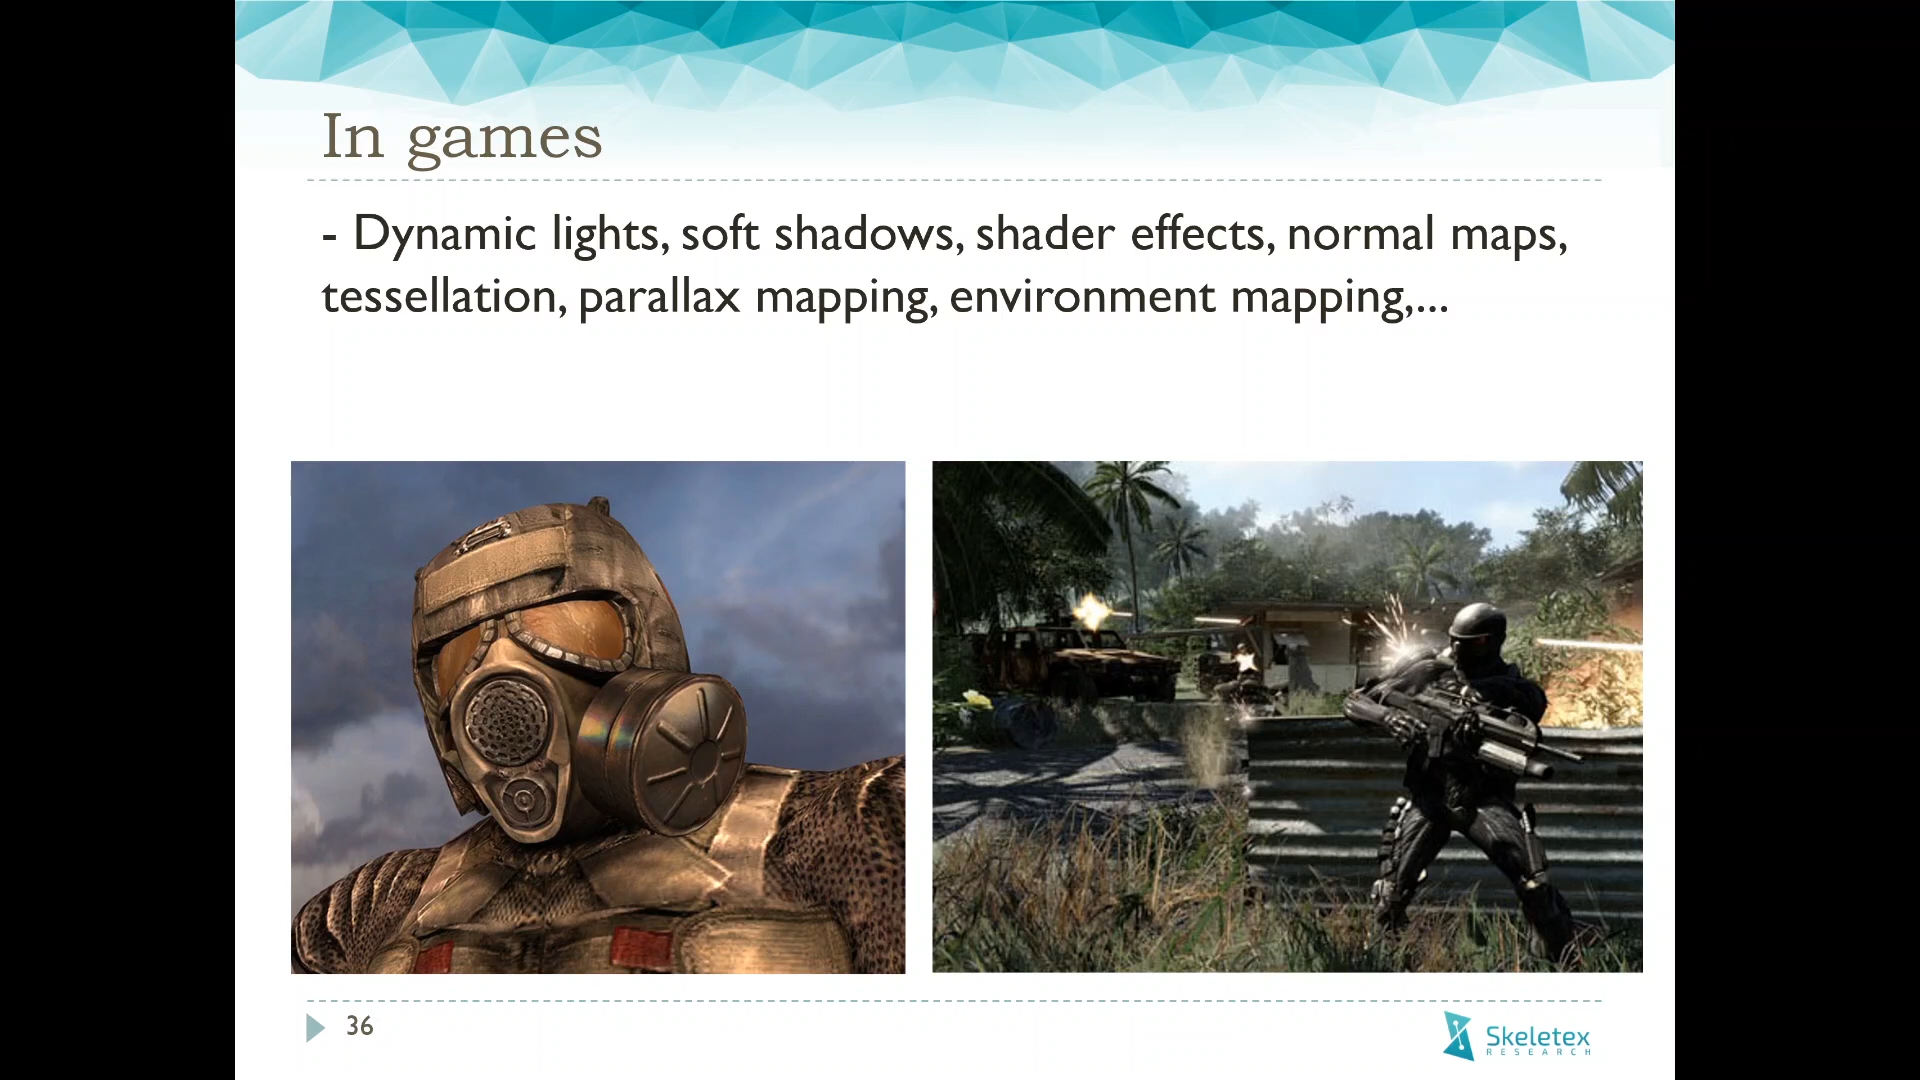 In games
- Dynamic lights, soft shadows, shader effects, normal maps,
tessellation, parallax mapping, environment mapping,...
36
Skeletex
RESEARCH